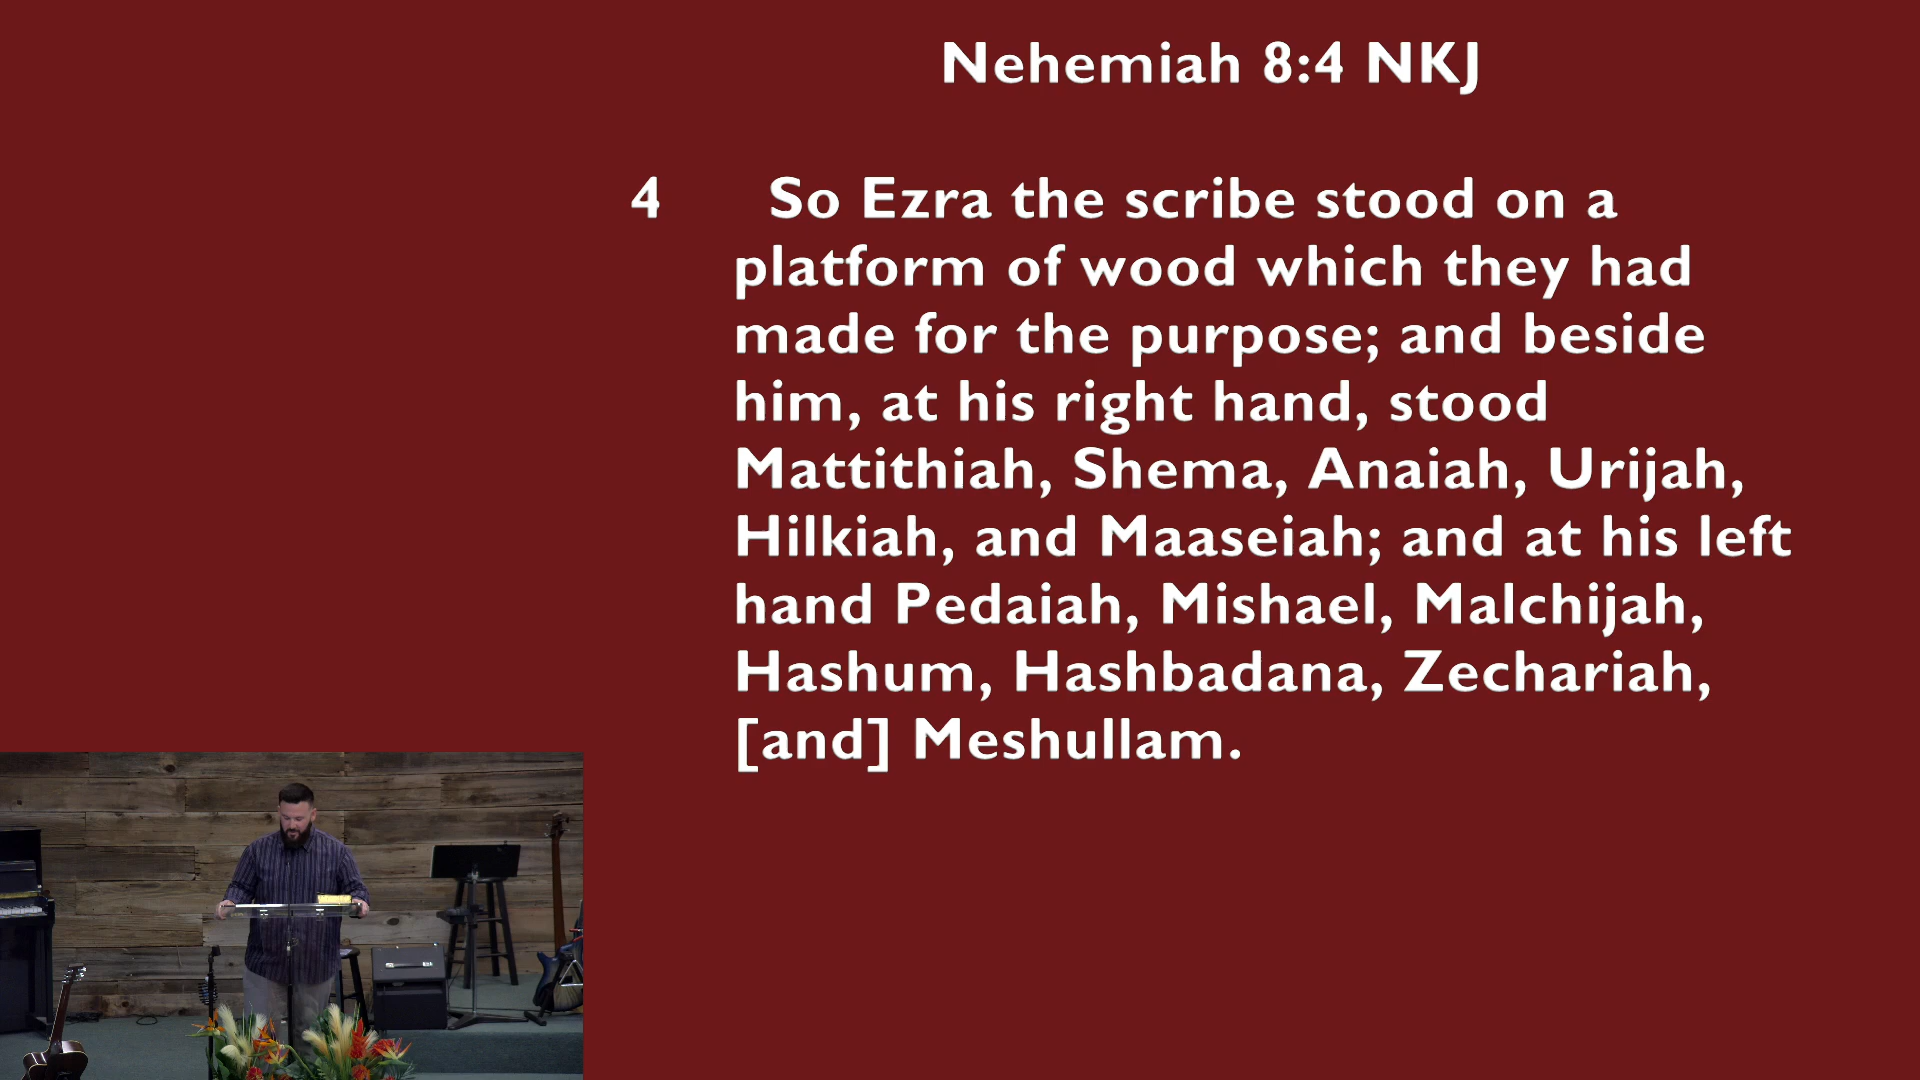 Nehemiah 8:4 NKJ
4 So Ezra the scribe stood on a
platform of wood which they had
made for the purpose; and beside
him, at his right hand, stood
Mattithiah, Shema, Anaiah, Urijah,
Hilkiah, and Maaseiah; and at his left
hand Pedaiah, Mishael, Malchijah,
Hashum, Hashbadana, Zechariah,
[and] Meshullam.